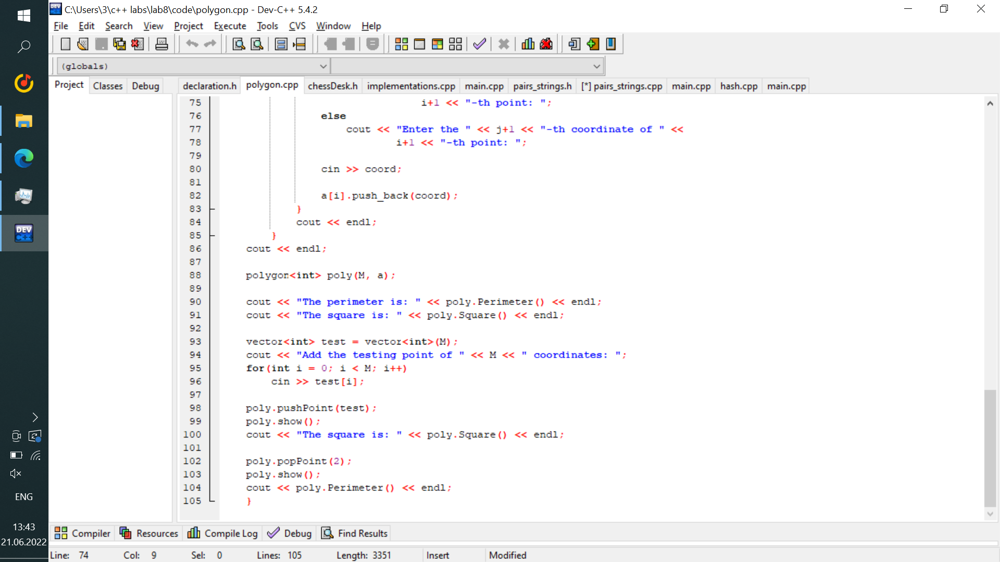 C:\Users\3\c++ labs\lab8\code\polygon.cpp - Dev-C++ 5.4.2
File Edit Search View Project Execute Tools CVS Window Help
(globals)
Project Classes Debug
declaration.h polygon.cpp chessDesk.h implementations.cpp main.cpp pairs_strings.h [*] pairs_strings.cpp main.cpp hash.cpp main.cpp
75 i+1 << "-th point: ";
76 else
77 cout << "Enter the " << j+1 << "-th coordinate of " <<
78 i+1 << "-th point: ";
79
80 cin >> coord;
81
82 a[i].push_back(coord);
83 }
84 cout << endl;
85 }
86 cout << endl;
87
88 polygon<int> poly(M, a);
89
90 cout << "The perimeter is: " << poly.Perimeter() << endl;
91 cout << "The square is: " << poly.Square() << endl;
92
93 vector<int> test = vector<int>(M);
94 cout << "Add the testing point of " << M << " coordinates: ";
95 for(int i = 0; i < M; i++)
96 cin >> test[i];
97
98 poly.pushPoint(test);
99 poly.show();
100 cout << "The square is: " << poly.Square() << endl;
101
102 poly.popPoint(2);
103 poly.show();
104 cout << poly.Perimeter() << endl;
105 }
Compiler Resources Compile Log Debug Find Results
Line: 74 Col: 9 Sel: 0 Lines: 105 Length: 3351 Insert Modified
DEV
C++
ENG
13:43
21.06.2022